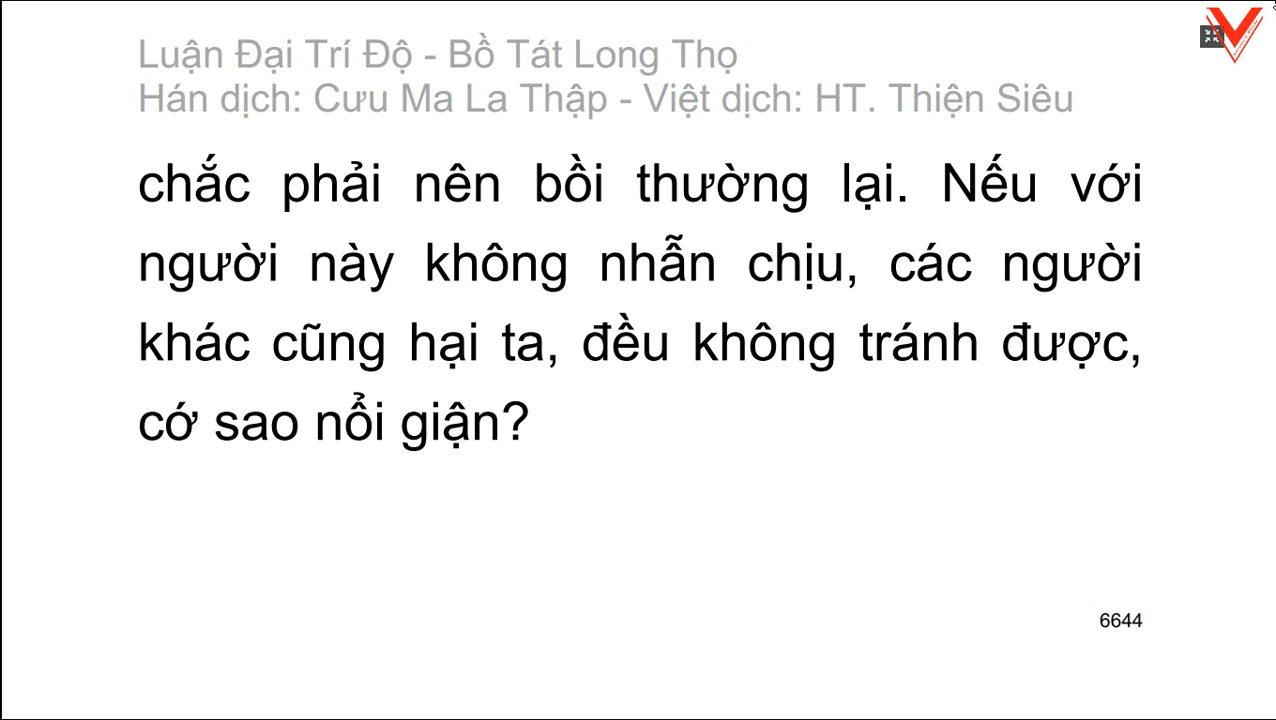 Luận Đại Trí Độ - Bồ Tát Long Thọ
Hán dịch: Cưu Ma La Thập - Việt dịch: HT. Thiện Siêu
chắc phải nên bồi thường lại. Nếu với
người này không nhẫn chịu, các người
khác cũng hại ta, đều không tránh được,
cớ sao nổi giận?
6644